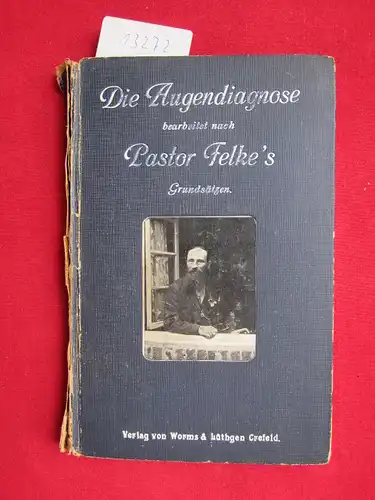 13272
Die Augendiagnose
bearbeitet nach
Pastor Felke's
Grundsätzen.
Verlag von Worms & Lüthgen Crefeld.